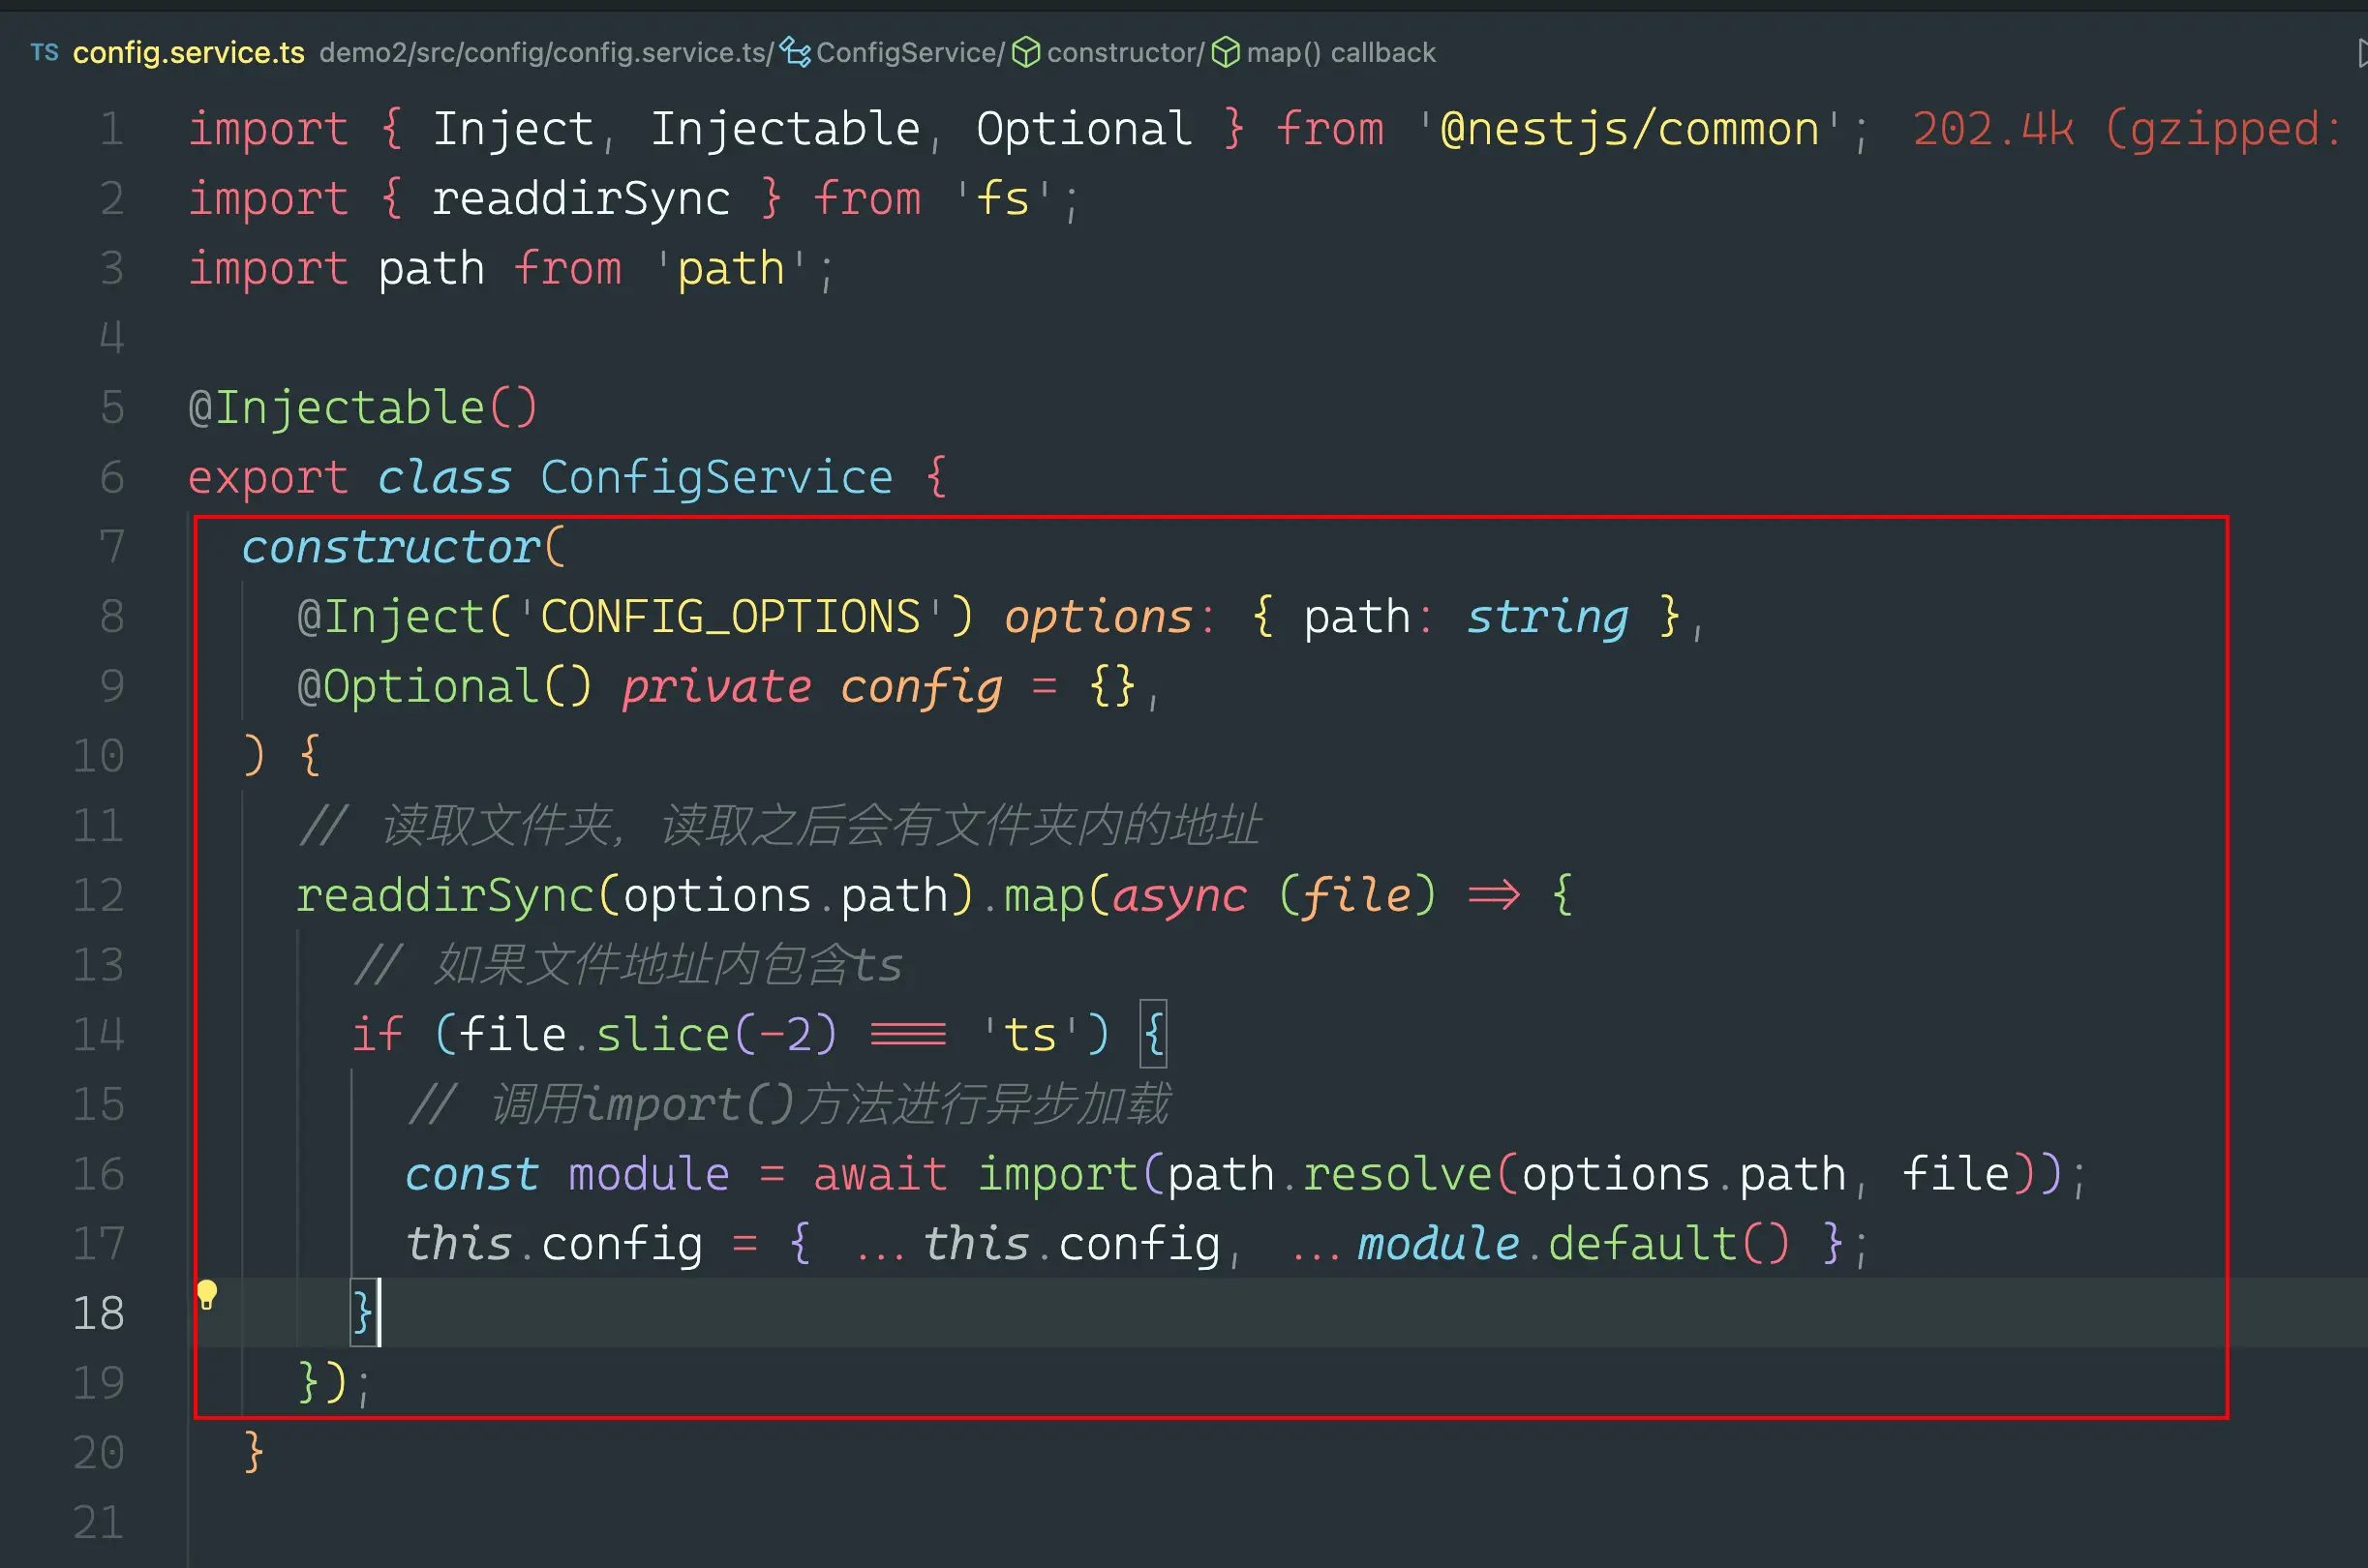 TS config.service.ts demo2/src/config/config.service.ts/ ConfigService/ constructor/ map() callback
1 import { Inject, Injectable, Optional } from '@nestjs/common'; 202.4k (gzipped:
2 import { readdirSync } from 'fs';
3 import path from 'path';
4
5 @Injectable()
6 export class ConfigService {
7 constructor(
8 @Inject('CONFIG_OPTIONS') options: { path: string },
9 @Optional() private config = {},
10 ) {
11 // 读取文件夹，读取之后会有文件夹内的地址
12 readdirSync(options.path).map(async (file) => {
13 // 如果文件地址内包含ts
14 if (file.slice(-2) === 'ts') {
15 // 调用import()方法进行异步加载
16 const module = await import(path.resolve(options.path, file));
17 this.config = { ...this.config, ...module.default() };
18 }
19 });
20 }
21